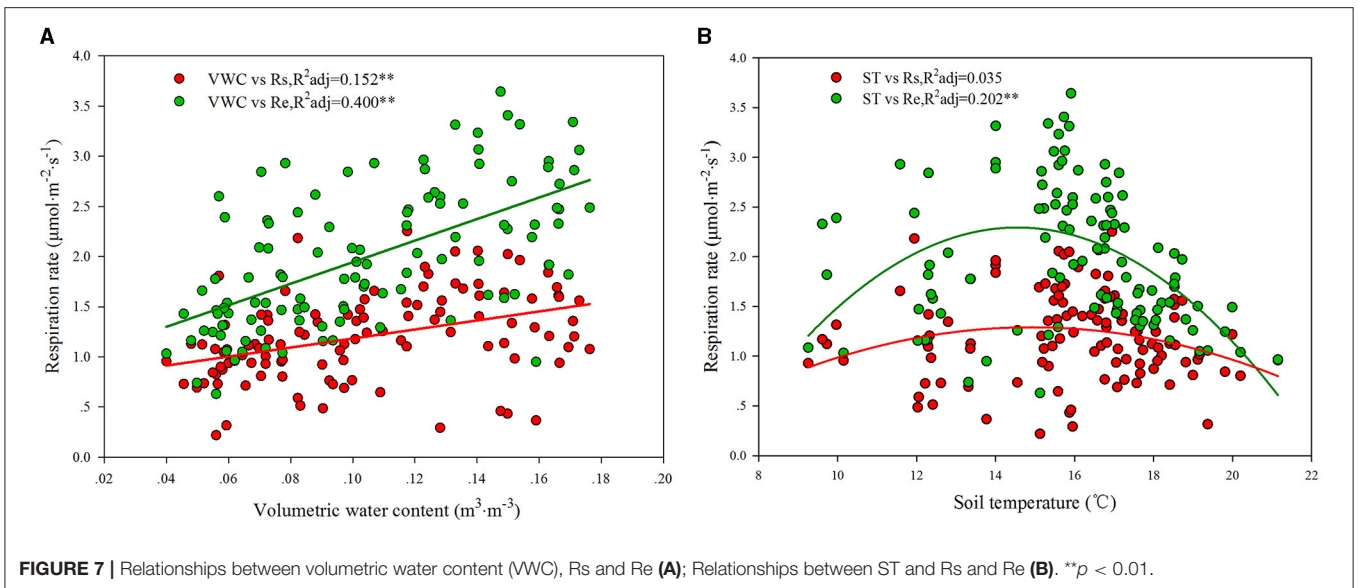 A
VWC vs Rs,R²adj=0.152**
VWC vs Re,R²adj=0.400**
Respiration rate (μmol·m⁻²·s⁻¹)
4.0
3.5
3.0
2.5
2.0
1.5
1.0
.5
0.0
.02 .04 .06 .08 .10 .12 .14 .16 .18 .20
Volumetric water content (m³·m⁻³)
B
ST vs Rs,R²adj=0.035
ST vs Re,R²adj=0.202**
Respiration rate (μmol·m⁻²·s⁻¹)
4.0
3.5
3.0
2.5
2.0
1.5
1.0
.5
0.0
8 10 12 14 16 18 20 22
Soil temperature (℃)
FIGURE 7 | Relationships between volumetric water content (VWC), Rs and Re (A); Relationships between ST and Rs and Re (B). **p < 0.01.